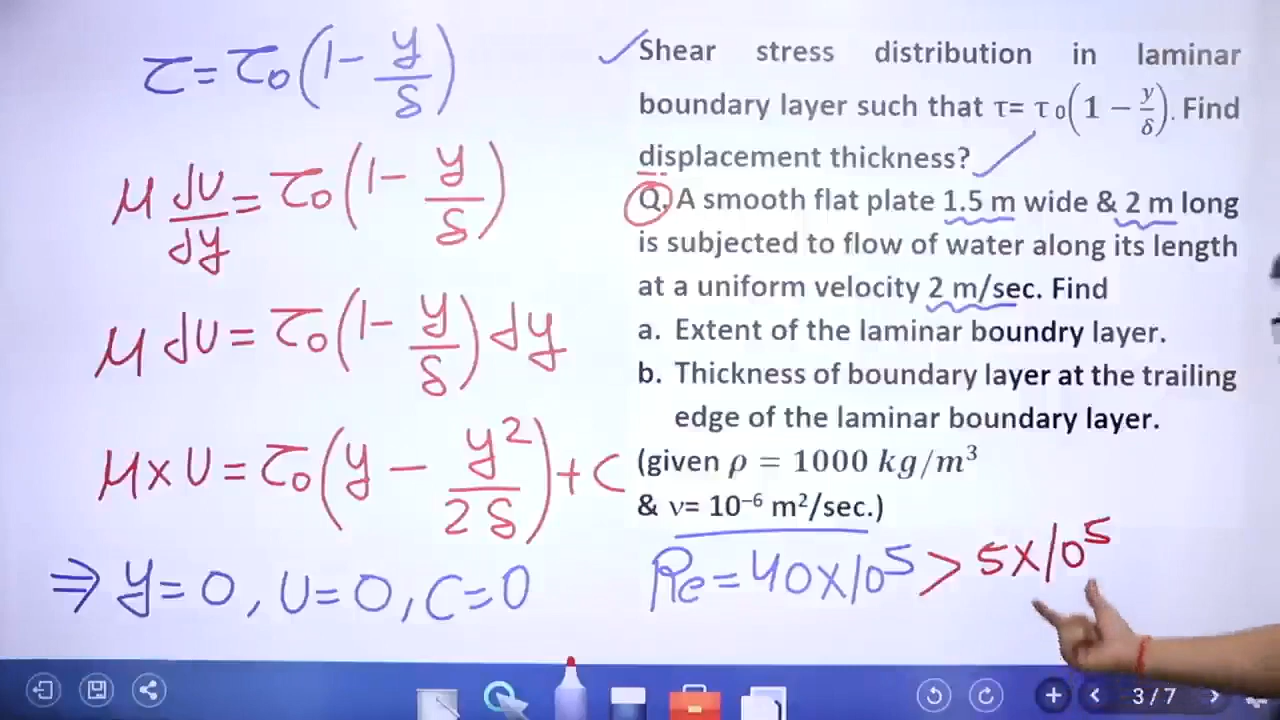 τ = τ₀(1 − y/δ)
μ du/dy = τ₀(1 − y/δ)
μ du = τ₀(1 − y/δ) dy
μ × u = τ₀(y − y²/2δ) + C
⇒ y = 0, u = 0, C = 0
Shear stress distribution in laminar
boundary layer such that τ= τ₀(1 − y/δ). Find
displacement thickness?
Q. A smooth flat plate 1.5 m wide & 2 m long
is subjected to flow of water along its length
at a uniform velocity 2 m/sec. Find
a. Extent of the laminar boundry layer.
b. Thickness of boundary layer at the trailing
edge of the laminar boundary layer.
(given ρ = 1000 kg/m³
& ν= 10⁻⁶ m²/sec.)
Re = 40×10⁵ > 5×10⁵
3 / 7